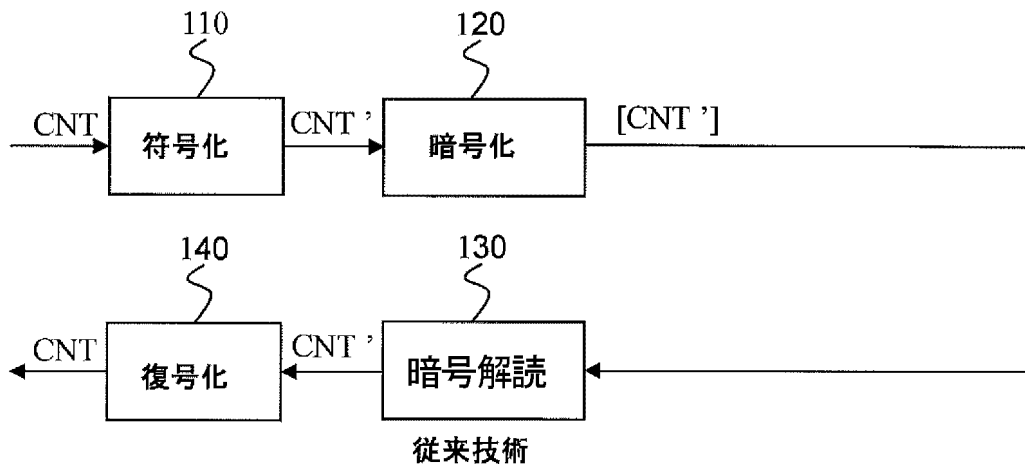 110
120
CNT
符号化
CNT ’
暗号化
[CNT ’]
140
130
CNT
復号化
CNT ’
暗号解読
従来技術